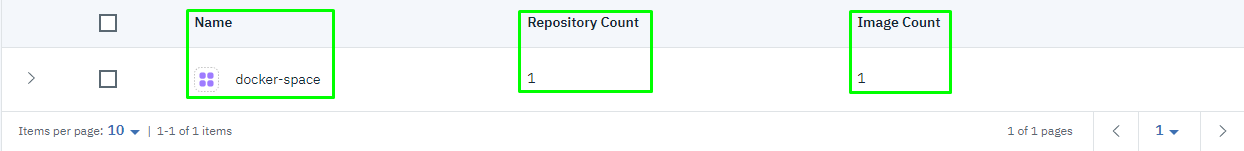 Name Repository Count Image Count
docker-space 1 1
Items per page: 10 | 1-1 of 1 items 1 of 1 pages 1